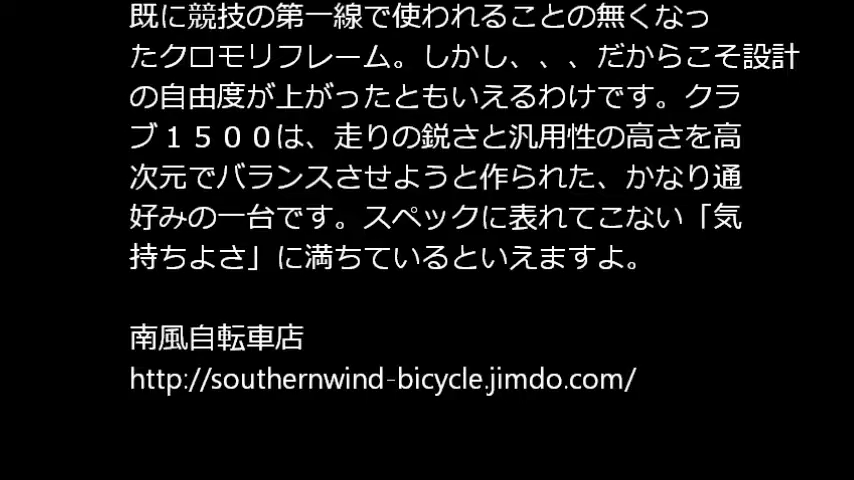 既に競技の第一線で使われることの無くなっ
たクロモリフレーム。しかし、、、だからこそ設計
の自由度が上がったともいえるわけです。クラ
ブ１５００は、走りの鋭さと汎用性の高さを高
次元でバランスさせようと作られた、かなり通
好みの一台です。スペックに表れてこない「気
持ちよさ」に満ちているといえますよ。
南風自転車店
http://southernwind-bicycle.jimdo.com/